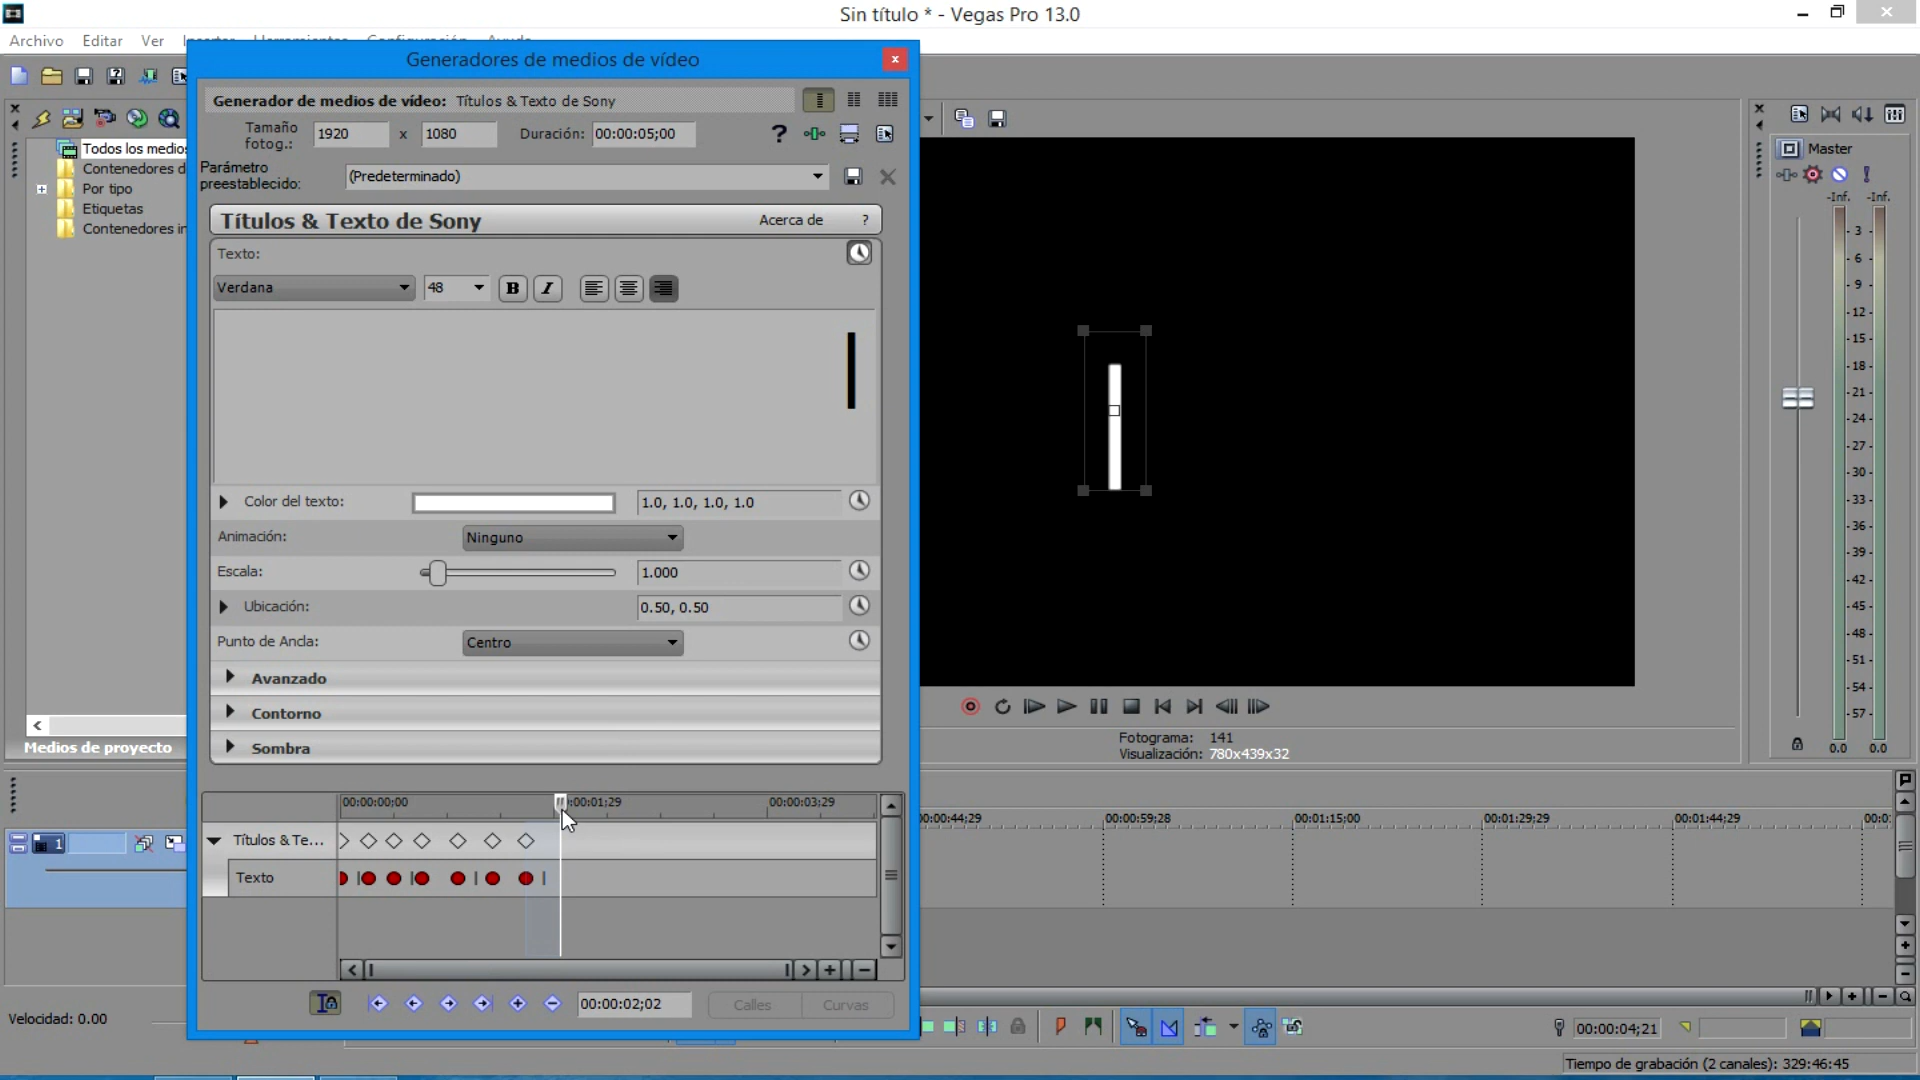 Sin título * - Vegas Pro 13.0
Archivo Editar Ver
Generadores de medios de vídeo
x
Generador de medios de vídeo: Títulos & Texto de Sony
Tamaño fotog.: 1920 x 1080 Duración: 00:00:05;00 ?
Parámetro preestablecido: (Predeterminado)
Títulos & Texto de Sony Acerca de ?
Texto:
Verdana 48 B I
Color del texto: 1.0, 1.0, 1.0, 1.0
Animación: Ninguno
Escala: 1.000
Ubicación: 0.50, 0.50
Punto de Ancla: Centro
Avanzado
Contorno
Sombra
00:00:00;00 :00:01;29 00:00:03;29
Títulos & Te...
Texto
00:00:02;02 Calles Curvas
Todos los medios
Contenedores d
Por tipo
Etiquetas
Contenedores in
Medios de proyecto
1
Velocidad: 0.00
Fotograma: 141
Visualización: 780x439x32
Master
-Inf. -Inf.
- 3 -
- 6 -
- 9 -
-12-
-15-
-18-
-21-
-24-
-27-
-30-
-33-
-36-
-39-
-42-
-45-
-48-
-51-
-54-
-57-
0.0 0.0
00:00:44;29 00:00:59;28 00:01:15;00 00:01:29;29 00:01:44;29 00:0
00:00:04;21
Tiempo de grabación (2 canales): 329:46:45